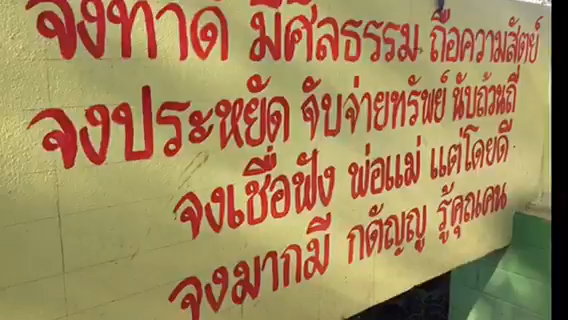 จงทำดี มีศีลธรรม ถือความสัตย์
จงประหยัด จับจ่ายทรัพย์ นับถ้วนถี่
จงเชื่อฟัง พ่อแม่ แต่โดยดี
จงมากมี กตัญญู รู้คุณคน